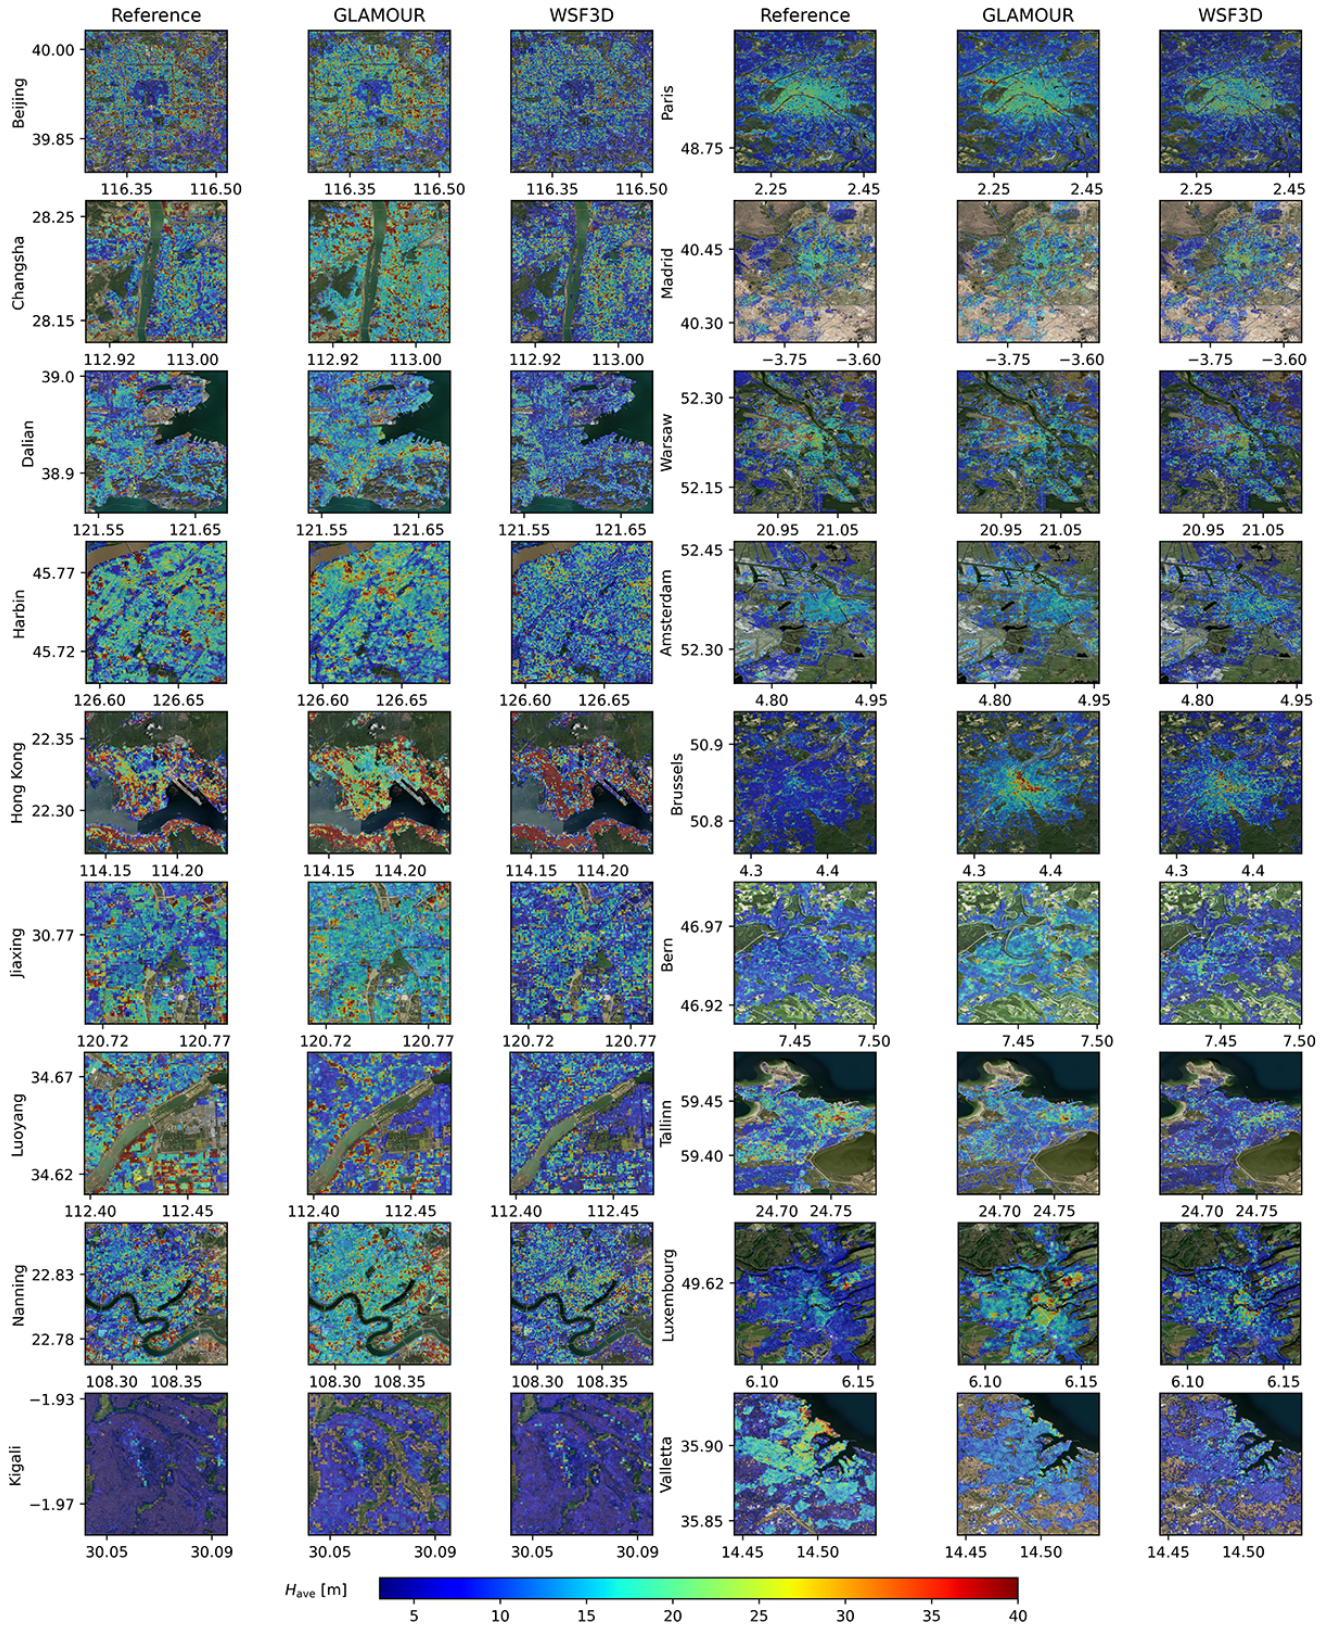 Reference GLAMOUR WSF3D Reference GLAMOUR WSF3D
Beijing 40.00 39.85 Paris 48.75
116.35 116.50 116.35 116.50 116.35 116.50 2.25 2.45 2.25 2.45 2.25 2.45
Changsha 28.25 28.15 Madrid 40.45 40.30
112.92 113.00 112.92 113.00 112.92 113.00 −3.75 −3.60 −3.75 −3.60 −3.75 −3.60
Dalian 39.0 38.9 Warsaw 52.30 52.15
121.55 121.65 121.55 121.65 121.55 121.65 20.95 21.05 20.95 21.05 20.95 21.05
Harbin 45.77 45.72 Amsterdam 52.45 52.30
126.60 126.65 126.60 126.65 126.60 126.65 4.80 4.95 4.80 4.95 4.80 4.95
Hong Kong 22.35 22.30 Brussels 50.9 50.8
114.15 114.20 114.15 114.20 114.15 114.20 4.3 4.4 4.3 4.4 4.3 4.4
Jiaxing 30.77 Bern 46.97 46.92
120.72 120.77 120.72 120.77 120.72 120.77 7.45 7.50 7.45 7.50 7.45 7.50
Luoyang 34.67 34.62 Tallinn 59.45 59.40
112.40 112.45 112.40 112.45 112.40 112.45 24.70 24.75 24.70 24.75 24.70 24.75
Nanning 22.83 22.78 Luxembourg 49.62
108.30 108.35 108.30 108.35 108.30 108.35 6.10 6.15 6.10 6.15 6.10 6.15
Kigali −1.93 −1.97 Valletta 35.90 35.85
30.05 30.09 30.05 30.09 30.05 30.09 14.45 14.50 14.45 14.50 14.45 14.50
H_ave [m]
5 10 15 20 25 30 35 40